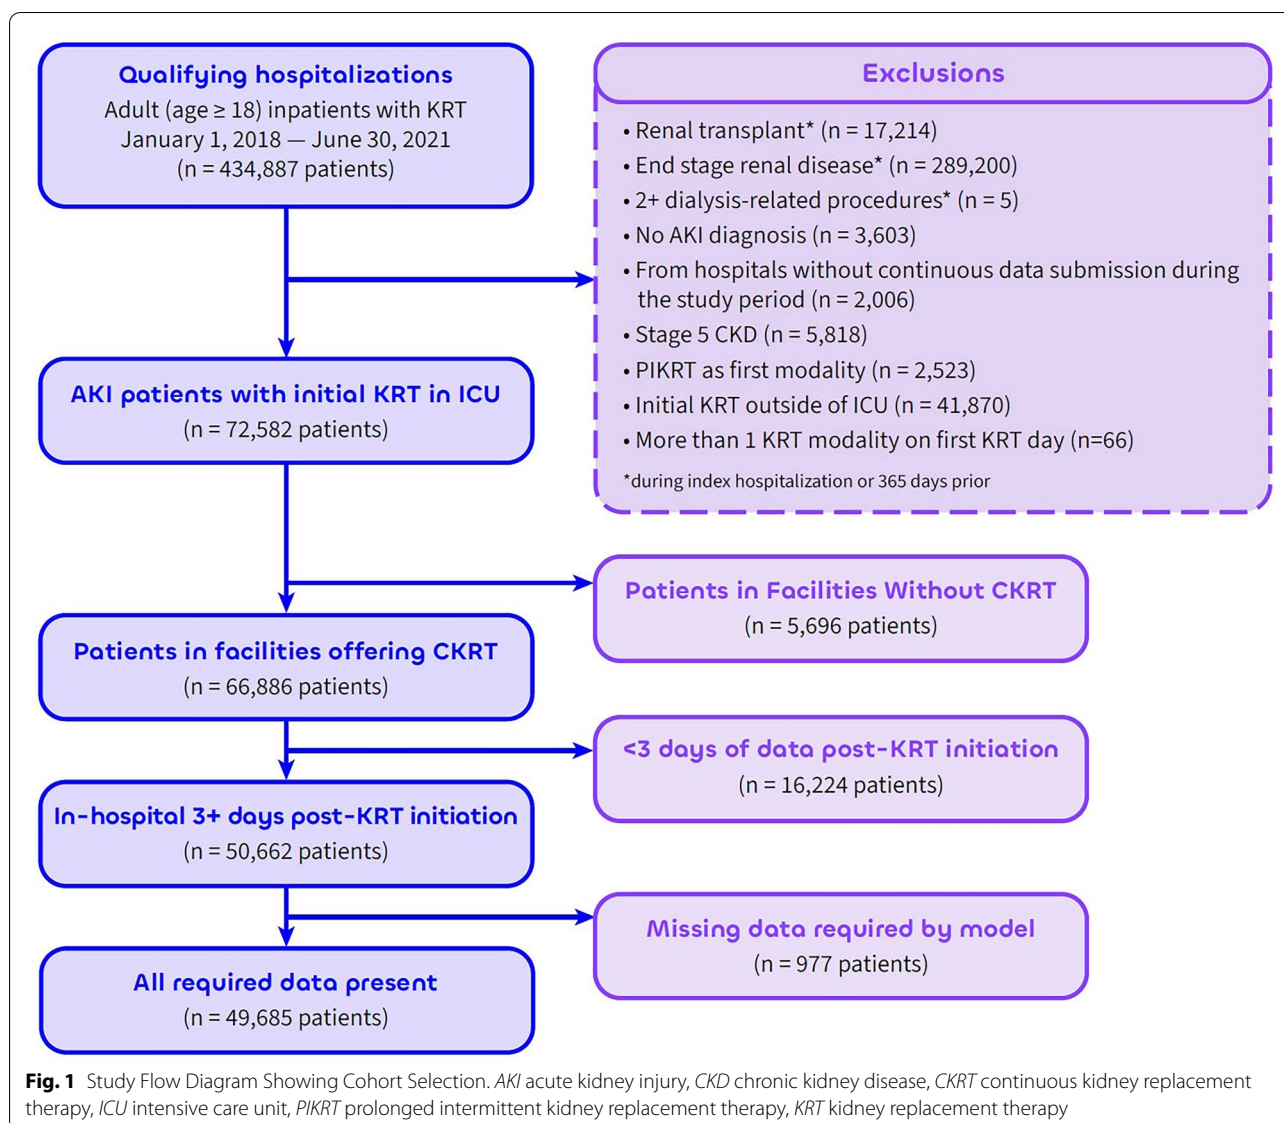 Qualifying hospitalizations
Adult (age ≥ 18) inpatients with KRT
January 1, 2018 — June 30, 2021
(n = 434,887 patients)
Exclusions
• Renal transplant* (n = 17,214)
• End stage renal disease* (n = 289,200)
• 2+ dialysis-related procedures* (n = 5)
• No AKI diagnosis (n = 3,603)
• From hospitals without continuous data submission during
the study period (n = 2,006)
• Stage 5 CKD (n = 5,818)
• PIKRT as first modality (n = 2,523)
• Initial KRT outside of ICU (n = 41,870)
• More than 1 KRT modality on first KRT day (n=66)
*during index hospitalization or 365 days prior
AKI patients with initial KRT in ICU
(n = 72,582 patients)
Patients in Facilities Without CKRT
(n = 5,696 patients)
Patients in facilities offering CKRT
(n = 66,886 patients)
<3 days of data post-KRT initiation
(n = 16,224 patients)
In-hospital 3+ days post-KRT initiation
(n = 50,662 patients)
Missing data required by model
(n = 977 patients)
All required data present
(n = 49,685 patients)
Fig. 1 Study Flow Diagram Showing Cohort Selection. AKI acute kidney injury, CKD chronic kidney disease, CKRT continuous kidney replacement
therapy, ICU intensive care unit, PIKRT prolonged intermittent kidney replacement therapy, KRT kidney replacement therapy